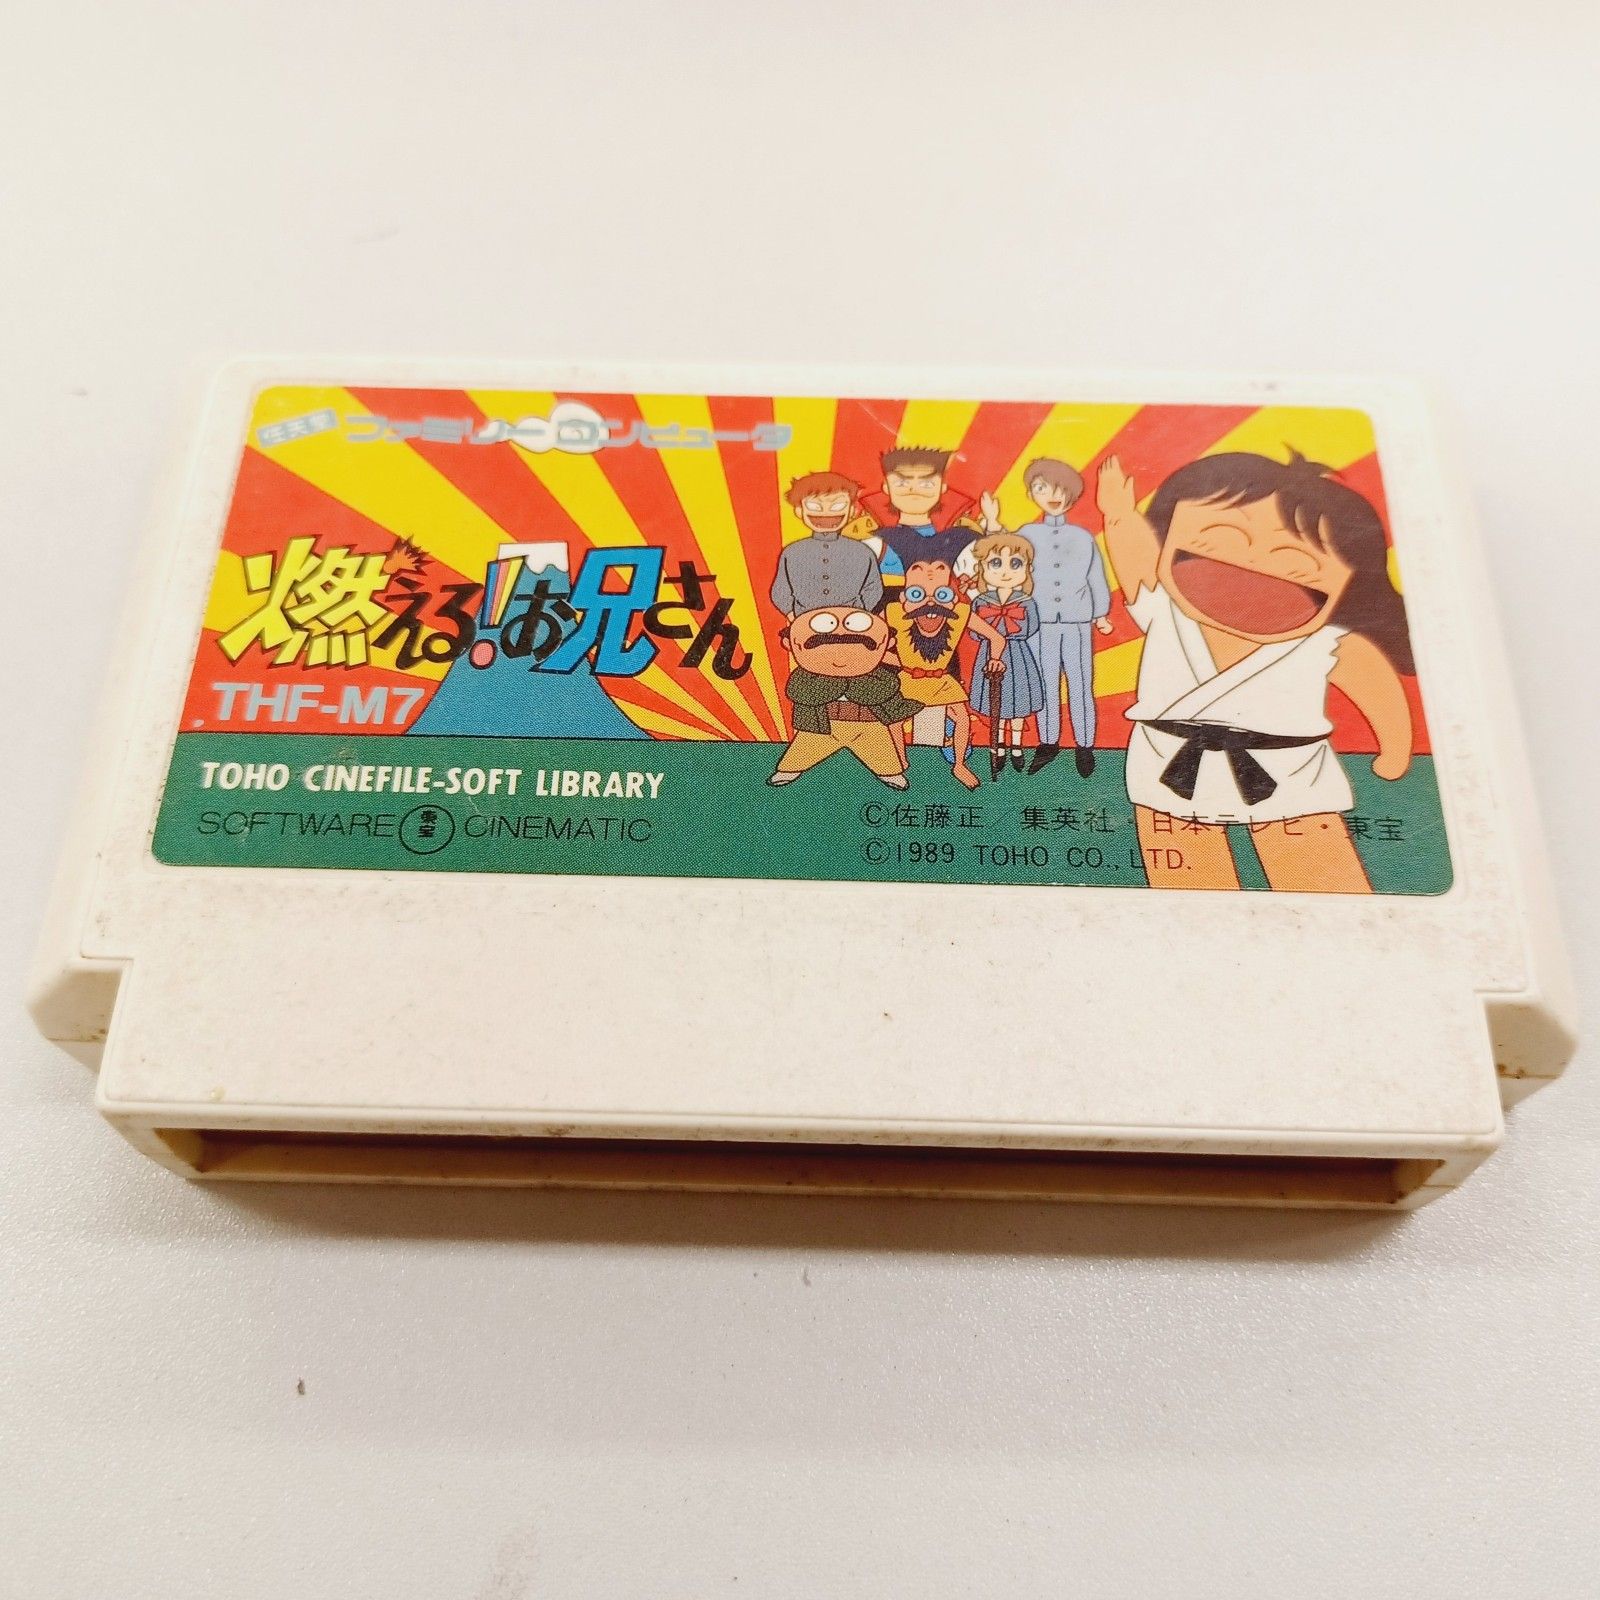 任天堂 ファミリーコンピュータ
燃える!お兄さん
THF-M7
TOHO CINEFILE-SOFT LIBRARY
SOFTWARE 東宝 CINEMATIC
©佐藤正 集英社・日本テレビ・東宝
©1989 TOHO CO., LTD.